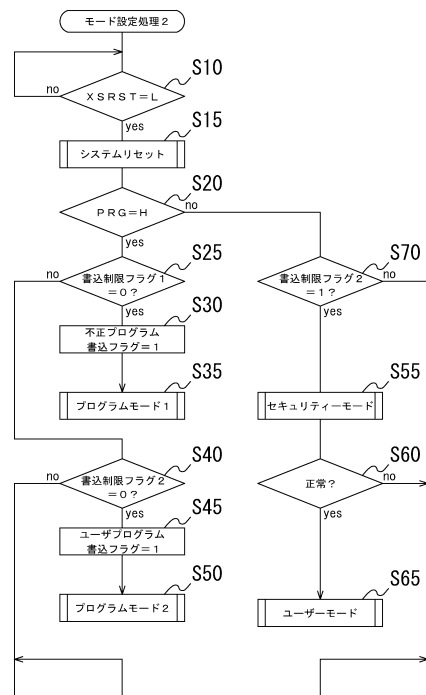 モード設定処理２
S10
ＸＳＲＳＴ＝Ｌ
no
yes
S15
システムリセット
S20
ＰＲＧ＝Ｈ
no
yes
S25
書込制限フラグ１
＝０？
no
yes
S70
書込制限フラグ２
＝１？
no
yes
S30
不正プログラム
書込フラグ＝１
S35
プログラムモード１
S55
セキュリティーモード
S40
書込制限フラグ２
＝０？
no
yes
S60
正常？
no
yes
S45
ユーザプログラム
書込フラグ＝１
S50
プログラムモード２
S65
ユーザーモード